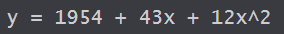 y = 1954 + 43x + 12x^2